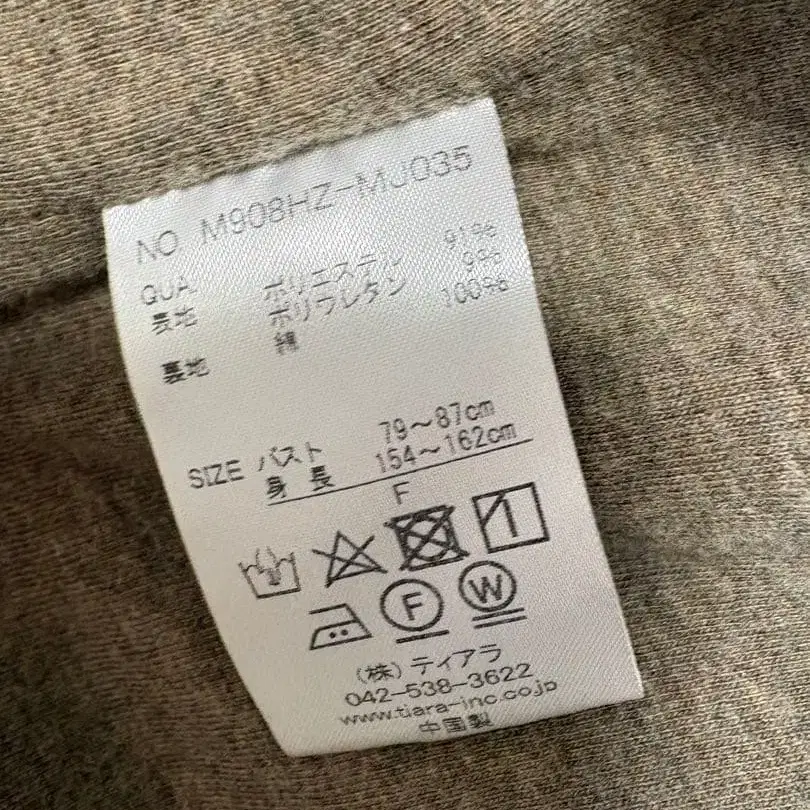 NO M908HZ-MJ035
QUA.
表地 ポリエステル 91%
ポリウレタン 9%
裏地 綿 100%
SIZE バスト 79～87cm
身長 154～162cm
F
F W
(株)ティアラ
042-538-3622
www.tiara-inc.co.jp
中国製